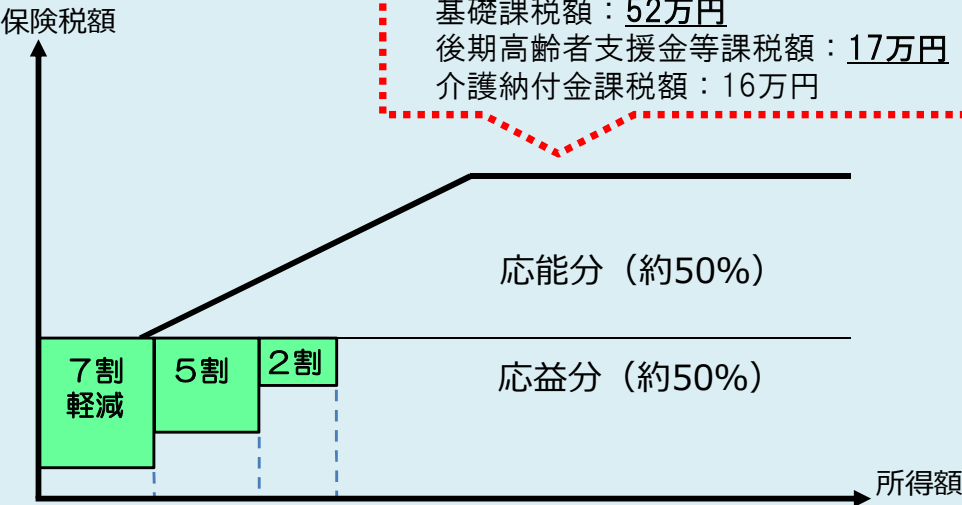 保険税額
基礎課税額：52万円
後期高齢者支援金等課税額：17万円
介護納付金課税額：16万円
応能分（約50%）
7割
軽減
5割
2割
応益分（約50%）
所得額